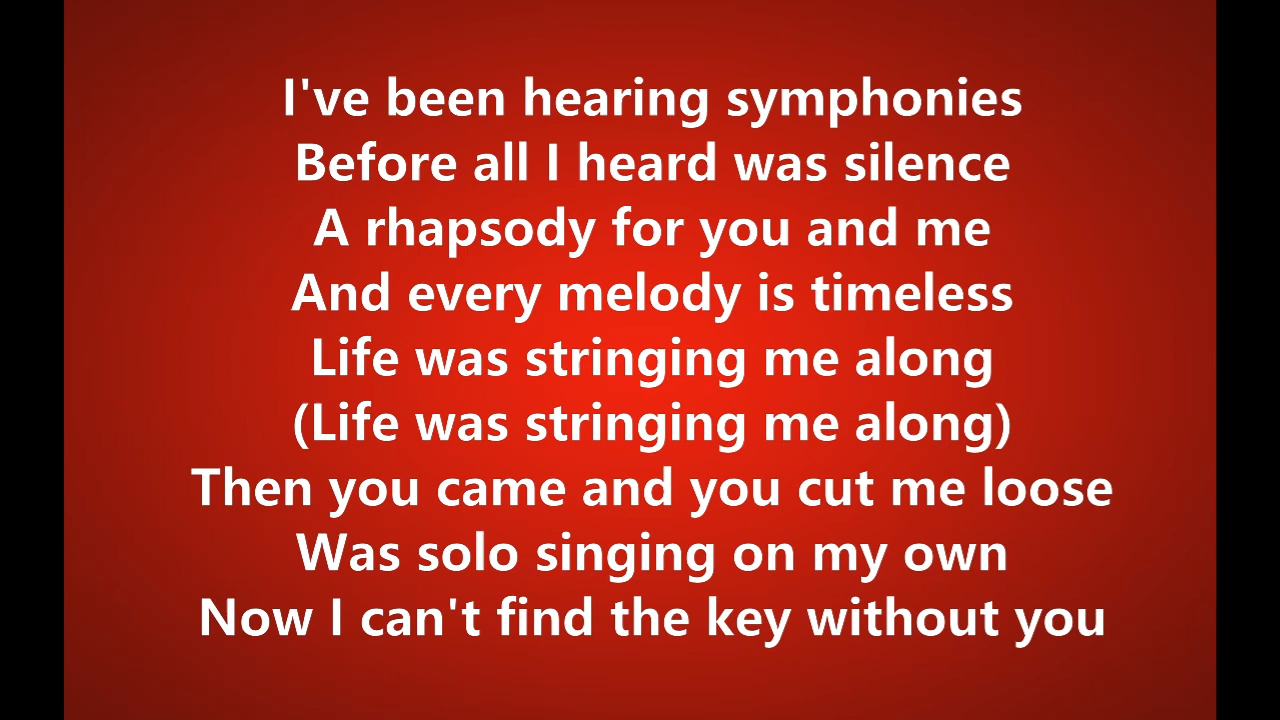 I've been hearing symphonies
Before all I heard was silence
A rhapsody for you and me
And every melody is timeless
Life was stringing me along
(Life was stringing me along)
Then you came and you cut me loose
Was solo singing on my own
Now I can't find the key without you